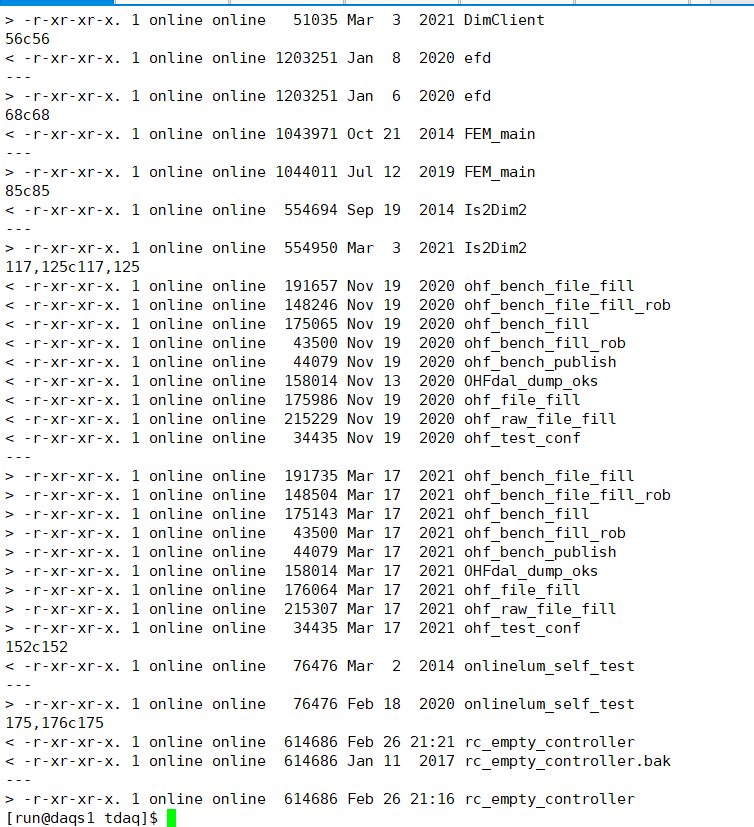 > -r-xr-xr-x. 1 online online   51035 Mar  3  2021 DimClient
56c56
< -r-xr-xr-x. 1 online online 1203251 Jan  8  2020 efd
---
> -r-xr-xr-x. 1 online online 1203251 Jan  6  2020 efd
68c68
< -r-xr-xr-x. 1 online online 1043971 Oct 21  2014 FEM_main
---
> -r-xr-xr-x. 1 online online 1044011 Jul 12  2019 FEM_main
85c85
< -r-xr-xr-x. 1 online online  554694 Sep 19  2014 Is2Dim2
---
> -r-xr-xr-x. 1 online online  554950 Mar  3  2021 Is2Dim2
117,125c117,125
< -r-xr-xr-x. 1 online online  191657 Nov 19  2020 ohf_bench_file_fill
< -r-xr-xr-x. 1 online online  148246 Nov 19  2020 ohf_bench_file_fill_rob
< -r-xr-xr-x. 1 online online  175065 Nov 19  2020 ohf_bench_fill
< -r-xr-xr-x. 1 online online   43500 Nov 19  2020 ohf_bench_fill_rob
< -r-xr-xr-x. 1 online online   44079 Nov 19  2020 ohf_bench_publish
< -r-xr-xr-x. 1 online online  158014 Nov 13  2020 OHFdal_dump_oks
< -r-xr-xr-x. 1 online online  175986 Nov 19  2020 ohf_file_fill
< -r-xr-xr-x. 1 online online  215229 Nov 19  2020 ohf_raw_file_fill
< -r-xr-xr-x. 1 online online   34435 Nov 19  2020 ohf_test_conf
---
> -r-xr-xr-x. 1 online online  191735 Mar 17  2021 ohf_bench_file_fill
> -r-xr-xr-x. 1 online online  148504 Mar 17  2021 ohf_bench_file_fill_rob
> -r-xr-xr-x. 1 online online  175143 Mar 17  2021 ohf_bench_fill
> -r-xr-xr-x. 1 online online   43500 Mar 17  2021 ohf_bench_fill_rob
> -r-xr-xr-x. 1 online online   44079 Mar 17  2021 ohf_bench_publish
> -r-xr-xr-x. 1 online online  158014 Mar 17  2021 OHFdal_dump_oks
> -r-xr-xr-x. 1 online online  176064 Mar 17  2021 ohf_file_fill
> -r-xr-xr-x. 1 online online  215307 Mar 17  2021 ohf_raw_file_fill
> -r-xr-xr-x. 1 online online   34435 Mar 17  2021 ohf_test_conf
152c152
< -r-xr-xr-x. 1 online online   76476 Mar  2  2014 onlinelum_self_test
---
> -r-xr-xr-x. 1 online online   76476 Feb 18  2020 onlinelum_self_test
175,176c175
< -r-xr-xr-x. 1 online online  614686 Feb 26 21:21 rc_empty_controller
< -r-xr-xr-x. 1 online online  614686 Jan 11  2017 rc_empty_controller.bak
---
> -r-xr-xr-x. 1 online online  614686 Feb 26 21:16 rc_empty_controller
[run@daqs1 tdaq]$